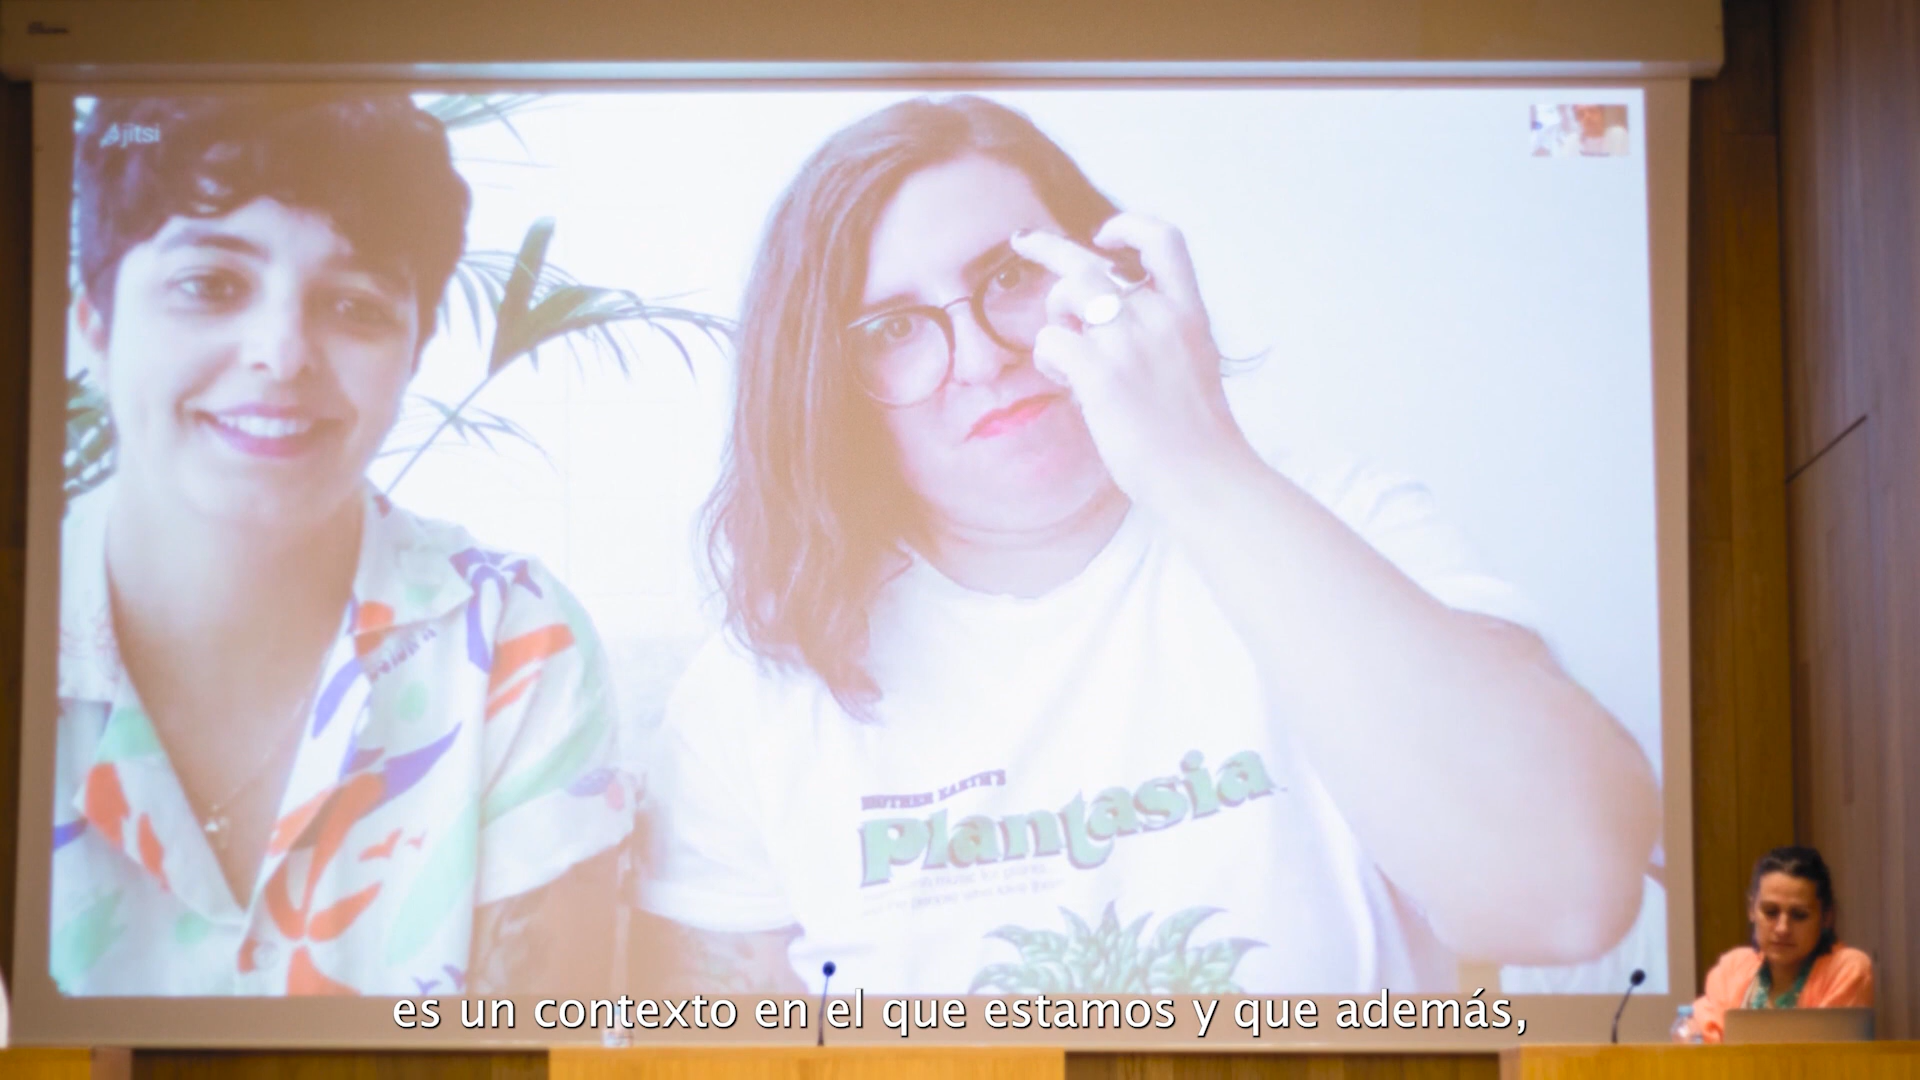 jitsi
MOTHER EARTH'S
Plantasia
es un contexto en el que estamos y que además,